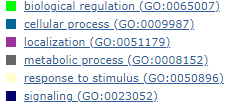 biological regulation (GO:0065007)
cellular process (GO:0009987)
localization (GO:0051179)
metabolic process (GO:0008152)
response to stimulus (GO:0050896)
signaling (GO:0023052)